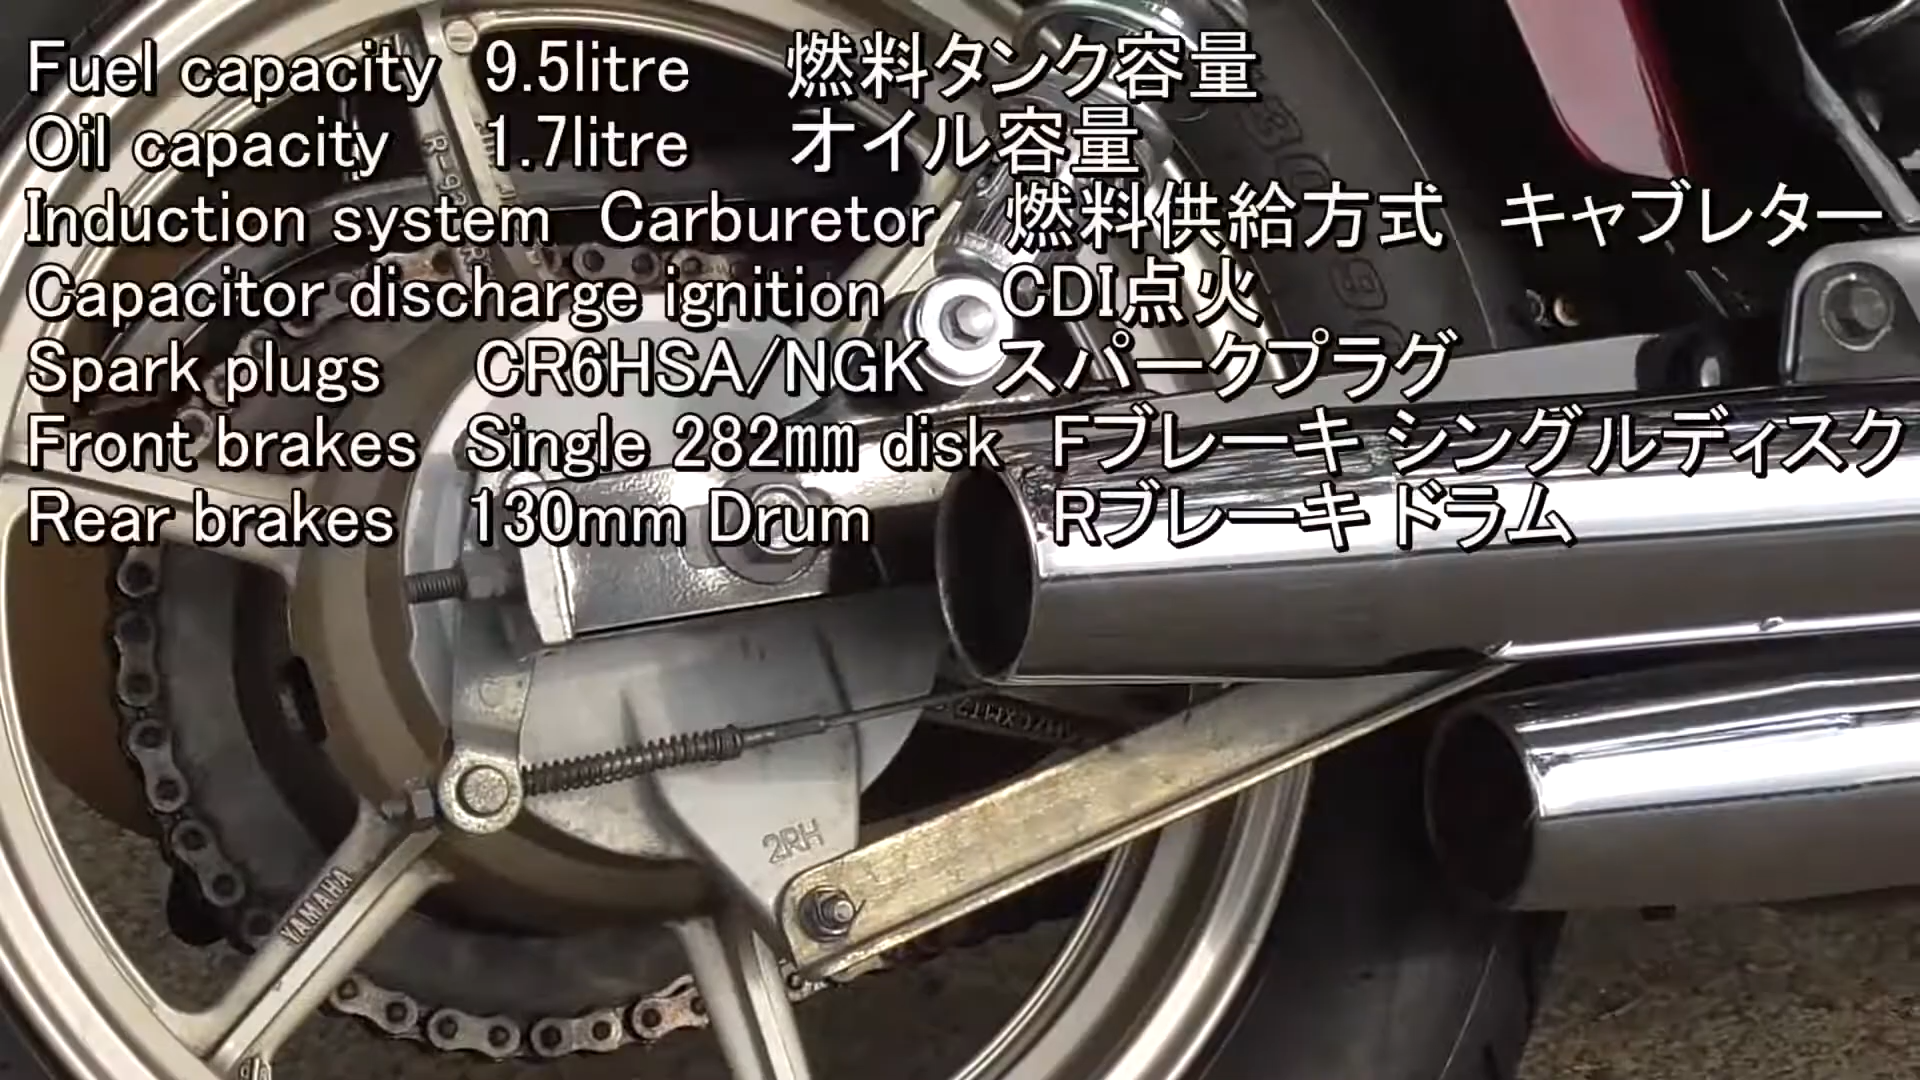 Fuel capacity 9.5litre 燃料タンク容量
Oil capacity 1.7litre オイル容量
Induction system Carburetor 燃料供給方式 キャブレター
Capacitor discharge ignition CDI点火
Spark plugs CR6HSA/NGK スパークプラグ
Front brakes Single 282㎜ disk Fブレーキ シングルディスク
Rear brakes 130mm Drum Rブレーキ ドラム
2RH
YAMAHA